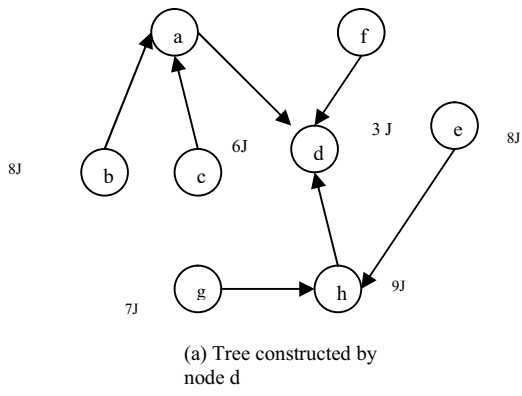 a
f
e
8J
3 J
6J
d
8J
b
c
g
h
9J
7J
(a) Tree constructed by
node d